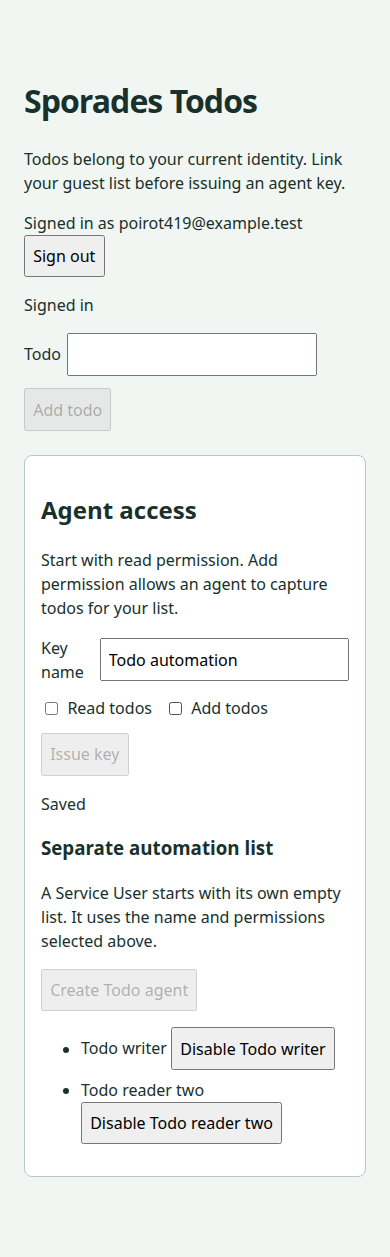 Sporades Todos
Todos belong to your current identity. Link
your guest list before issuing an agent key.
Signed in as poirot419@example.test
Sign out
Signed in
Todo
Add todo
Agent access
Start with read permission. Add
permission allows an agent to capture
todos for your list.
Key
name
Todo automation
Read todos Add todos
Issue key
Saved
Separate automation list
A Service User starts with its own empty
list. It uses the name and permissions
selected above.
Create Todo agent
Todo writer Disable Todo writer
Todo reader two
Disable Todo reader two